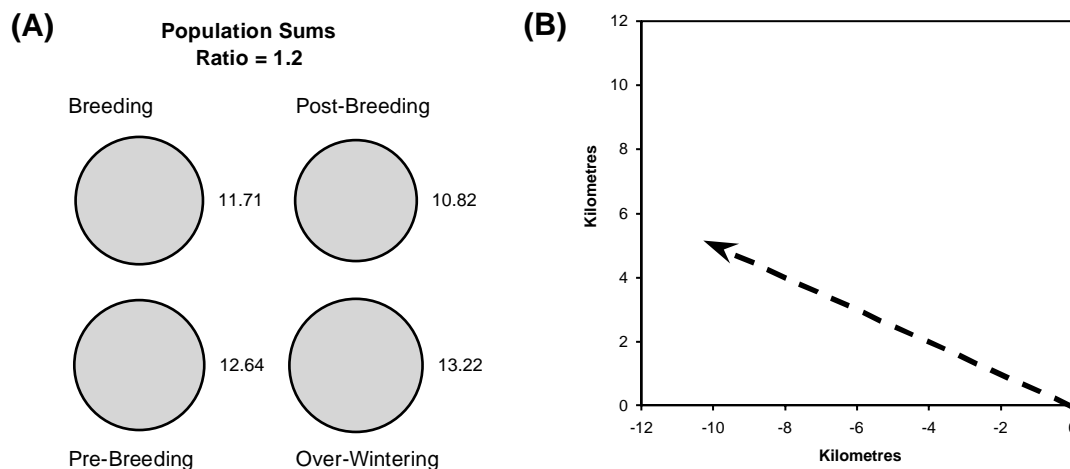 (A)
Population Sums
Ratio = 1.2
Breeding
Post-Breeding
11.71
10.82
12.64
13.22
Pre-Breeding
Over-Wintering
(B)
12
10
8
6
4
2
0
Kilometres
-12
-10
-8
-6
-4
-2
Kilometres